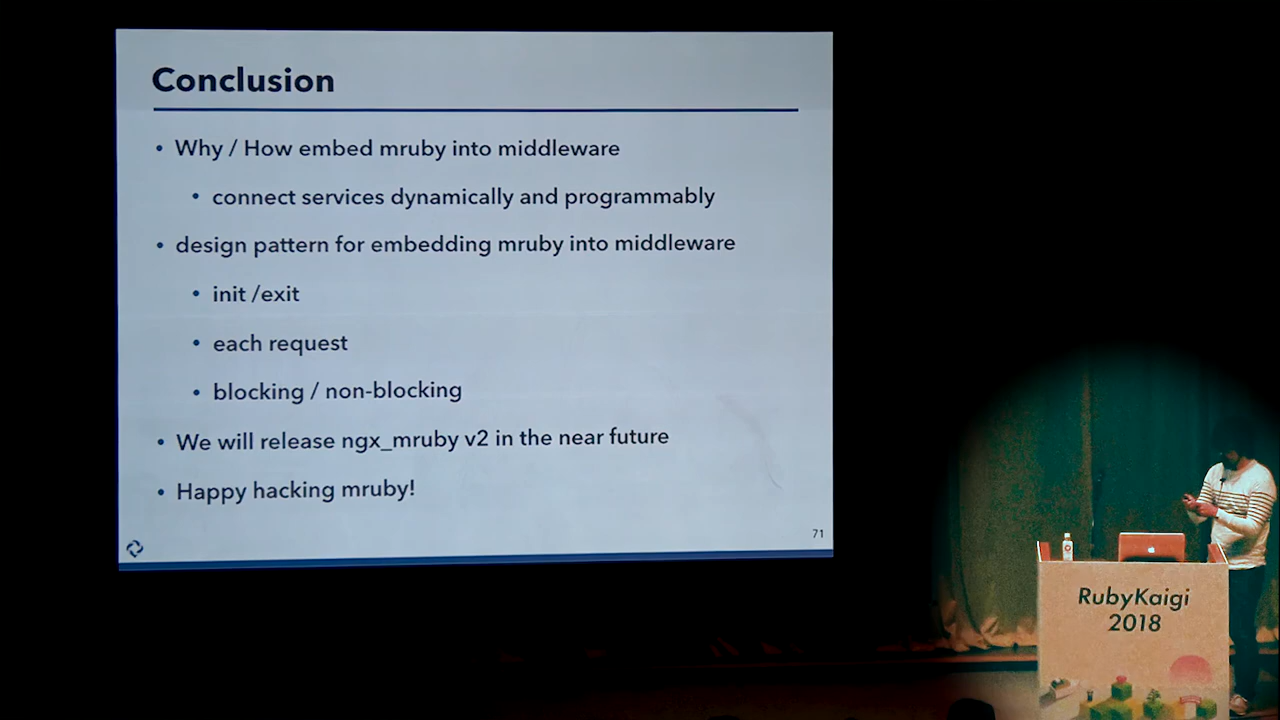 Conclusion
• Why / How embed mruby into middleware
• connect services dynamically and programmably
• design pattern for embedding mruby into middleware
• init /exit
• each request
• blocking / non-blocking
• We will release ngx_mruby v2 in the near future
• Happy hacking mruby!
71
RubyKaigi
2018